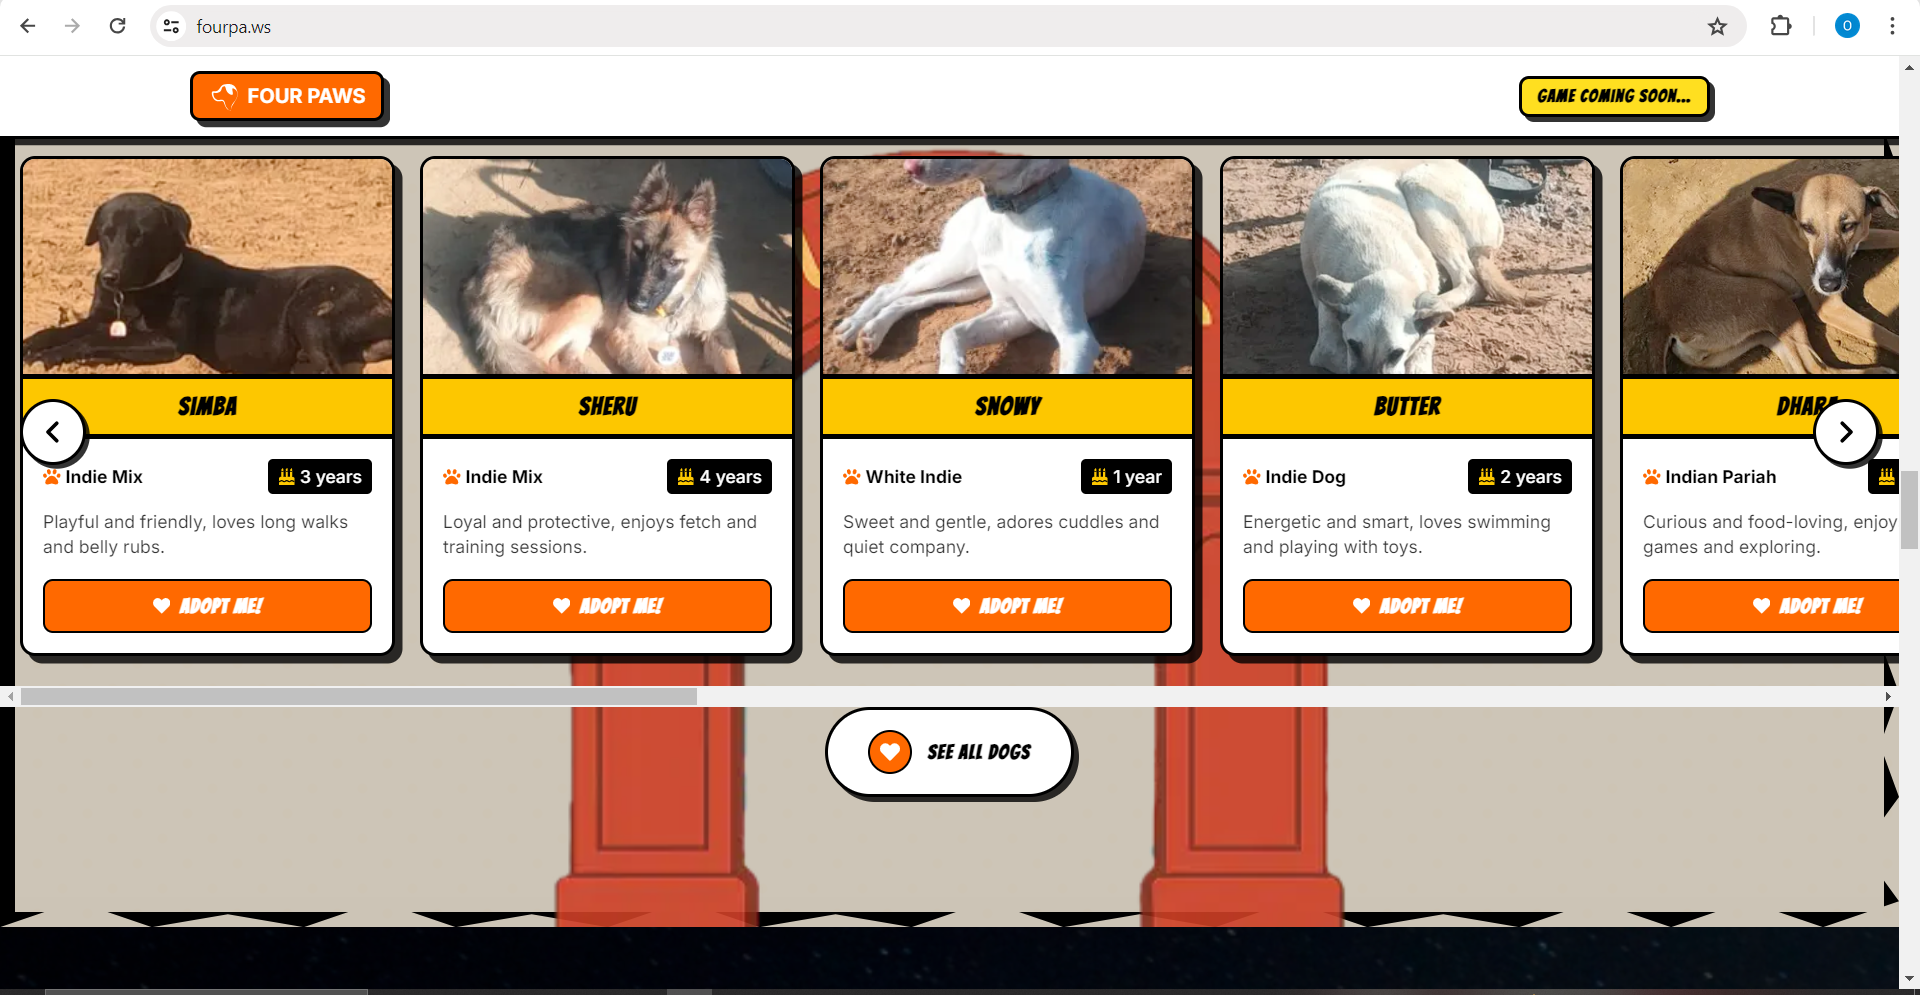 fourpa.ws
O
FOUR PAWS
GAME COMING SOON...
SIMBA
Indie Mix
3 years
Playful and friendly, loves long walks
and belly rubs.
ADOPT ME!
SHERU
Indie Mix
4 years
Loyal and protective, enjoys fetch and
training sessions.
ADOPT ME!
SNOWY
White Indie
1 year
Sweet and gentle, adores cuddles and
quiet company.
ADOPT ME!
BUTTER
Indie Dog
2 years
Energetic and smart, loves swimming
and playing with toys.
ADOPT ME!
DHARA
Indian Pariah
Curious and food-loving, enjoy
games and exploring.
ADOPT ME!
SEE ALL DOGS